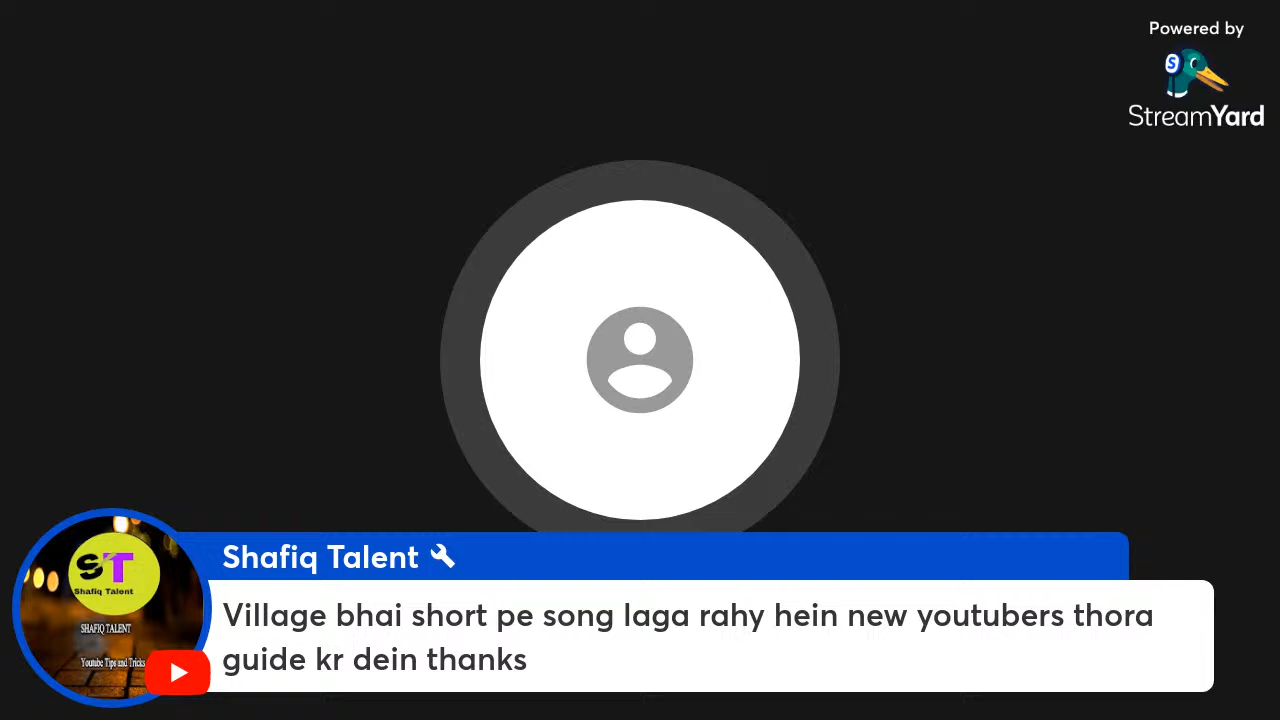 Powered by
S
StreamYard
Shafiq Talent
Village bhai short pe song laga rahy hein new youtubers thora
guide kr dein thanks
ST
Shafiq Talent
SHAFIQ TALENT
Youtube Tips and Tricks